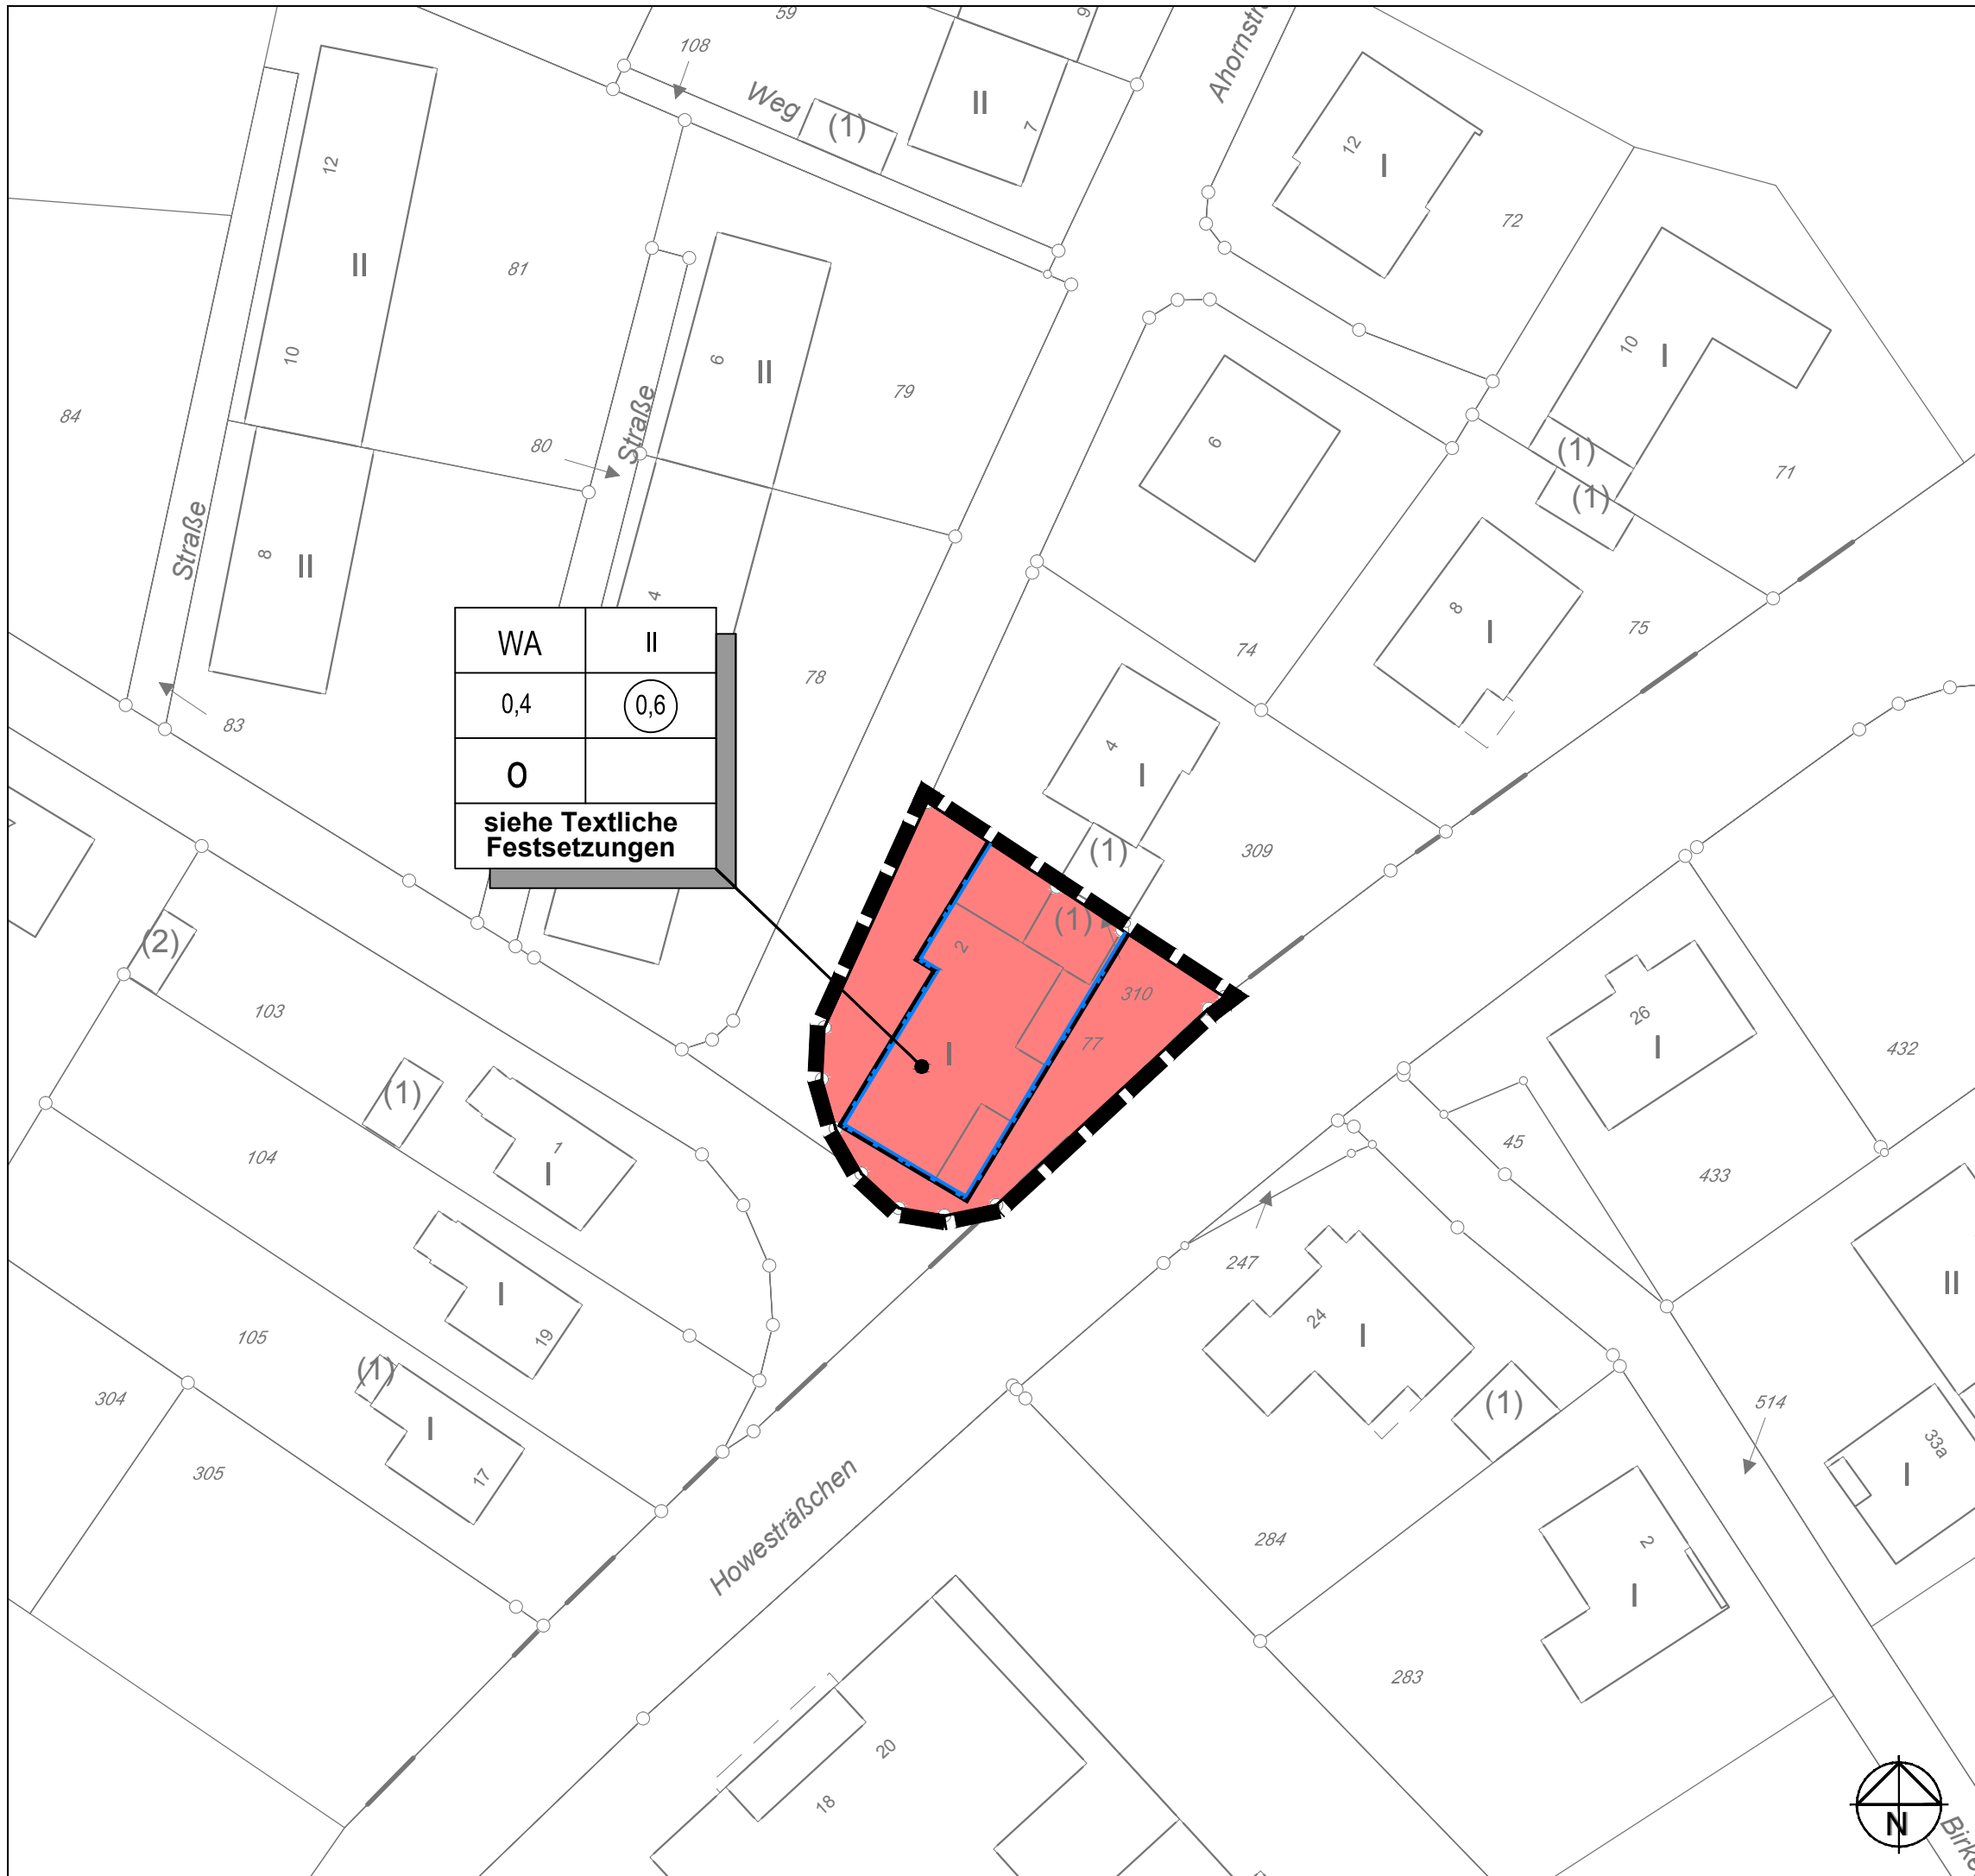 59
9
108
Weg
(1)
II
7
Ahornstr
12
I
72
12
II
10
81
84
6
II
79
80
Straße
Straße
8
II
4
78
83
10
I
(1)
(1)
71
6
74
8
I
75
WA II
0,4 0,6
o
siehe Textliche
Festsetzungen
4
I
(1)
309
(1)
2
310
77
I
(2)
103
(1)
104
1
I
I
19
105
(1)
I
17
304
305
26
I
432
45
433
247
24
I
(1)
II
514
33a
I
284
2
I
283
Howesträßchen
20
18
N
Birke